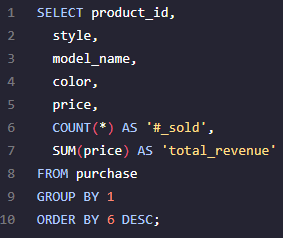 1 SELECT product_id,
2 style,
3 model_name,
4 color,
5 price,
6 COUNT(*) AS '#_sold',
7 SUM(price) AS 'total_revenue'
8 FROM purchase
9 GROUP BY 1
10 ORDER BY 6 DESC;